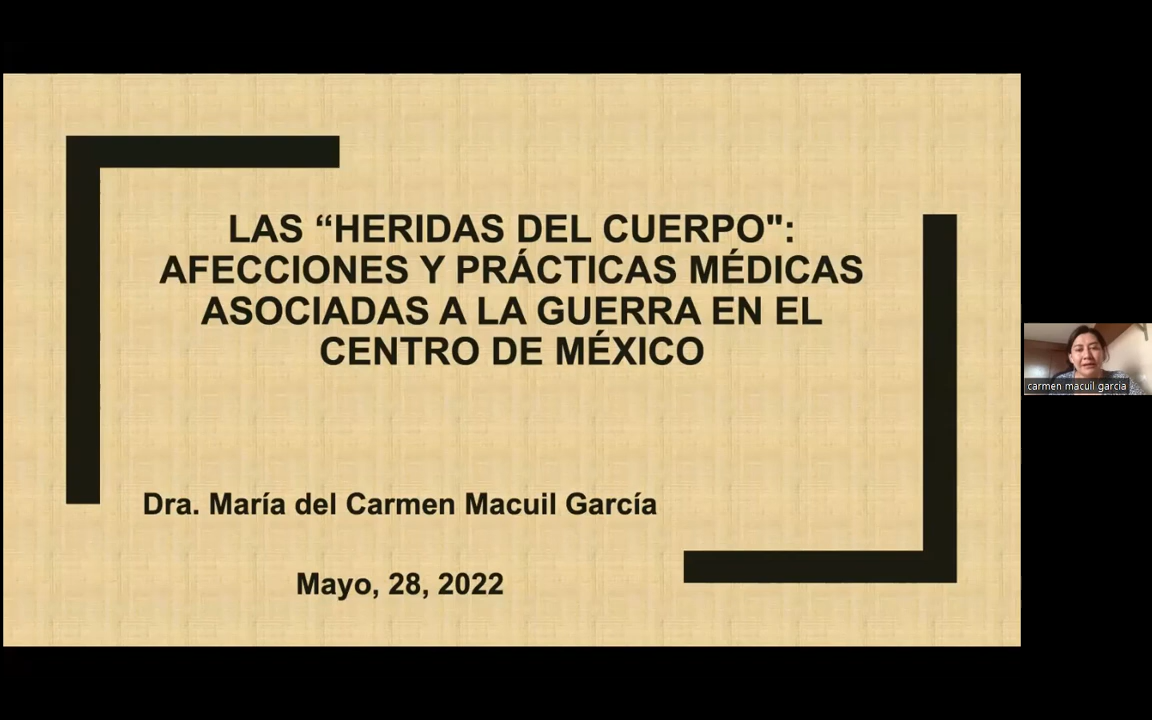 LAS “HERIDAS DEL CUERPO":
AFECCIONES Y PRÁCTICAS MÉDICAS
ASOCIADAS A LA GUERRA EN EL
CENTRO DE MÉXICO
Dra. María del Carmen Macuil García
Mayo, 28, 2022
carmen macuil garcia